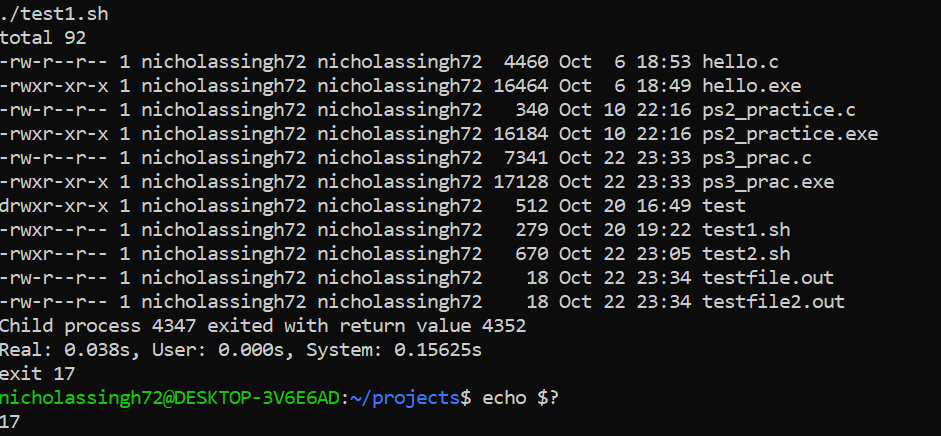 ./test1.sh
total 92
-rw-r--r-- 1 nicholassingh72 nicholassingh72  4460 Oct  6 18:53 hello.c
-rwxr-xr-x 1 nicholassingh72 nicholassingh72 16464 Oct  6 18:49 hello.exe
-rw-r--r-- 1 nicholassingh72 nicholassingh72   340 Oct 10 22:16 ps2_practice.c
-rwxr-xr-x 1 nicholassingh72 nicholassingh72 16184 Oct 10 22:16 ps2_practice.exe
-rw-r--r-- 1 nicholassingh72 nicholassingh72  7341 Oct 22 23:33 ps3_prac.c
-rwxr-xr-x 1 nicholassingh72 nicholassingh72 17128 Oct 22 23:33 ps3_prac.exe
drwxr-xr-x 1 nicholassingh72 nicholassingh72   512 Oct 20 16:49 test
-rwxr-xr-x 1 nicholassingh72 nicholassingh72   279 Oct 20 19:22 test1.sh
-rwxr-xr-x 1 nicholassingh72 nicholassingh72   670 Oct 22 23:05 test2.sh
-rw-r--r-- 1 nicholassingh72 nicholassingh72    18 Oct 22 23:34 testfile.out
-rw-r--r-- 1 nicholassingh72 nicholassingh72    18 Oct 22 23:34 testfile2.out
Child process 4347 exited with return value 4352
Real: 0.038s, User: 0.000s, System: 0.15625s
exit 17
nicholassingh72@DESKTOP-3V6E6AD:~/projects$ echo $?
17